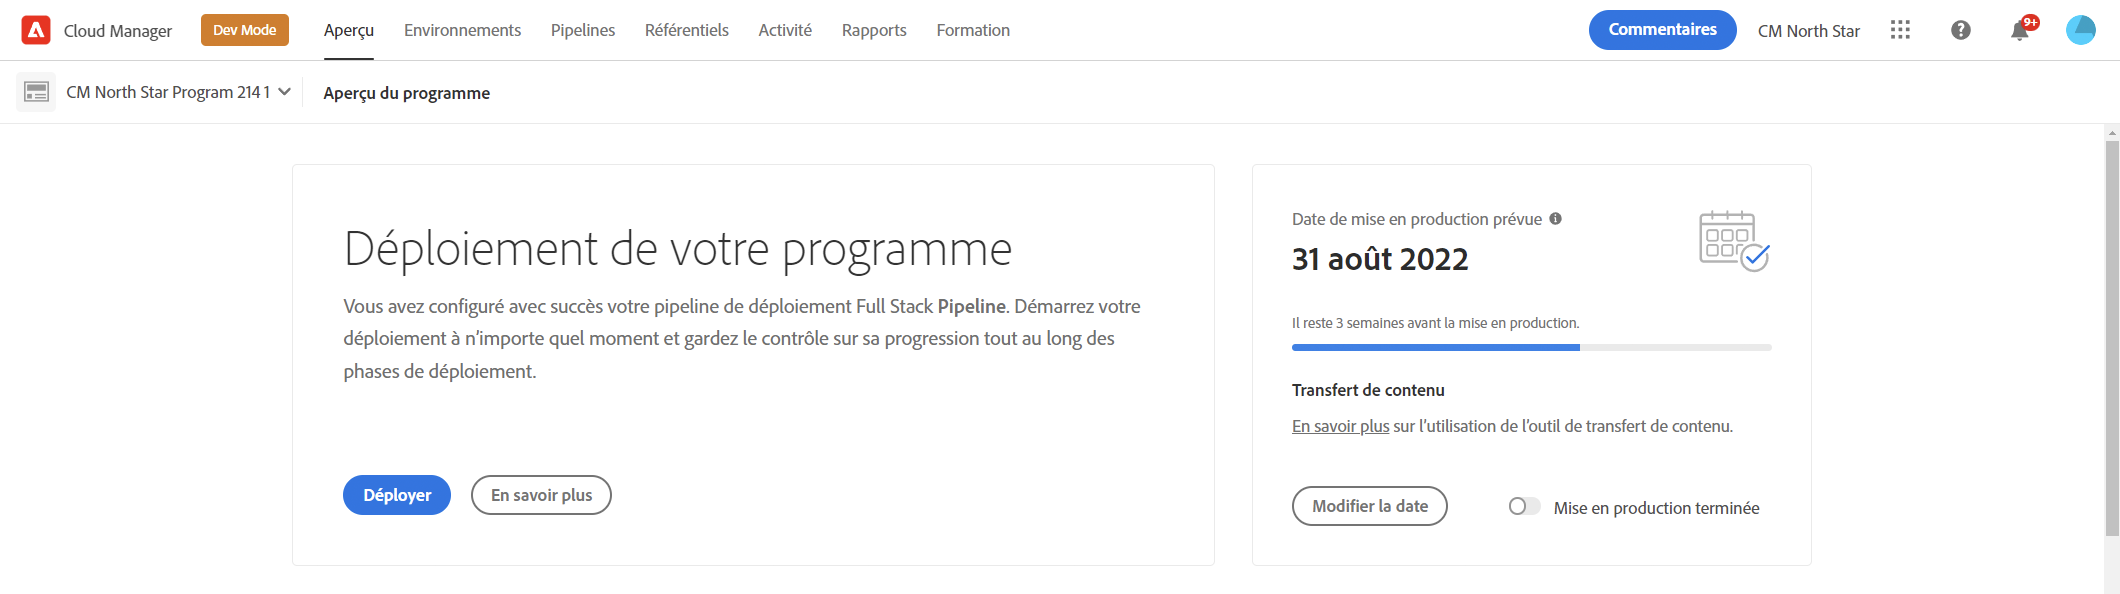 Cloud Manager
Dev Mode
Aperçu
Environnements
Pipelines
Référentiels
Activité
Rapports
Formation
Commentaires
CM North Star
9+
CM North Star Program 2141
Aperçu du programme
Déploiement de votre programme
Vous avez configuré avec succès votre pipeline de déploiement Full Stack Pipeline. Démarrez votre
déploiement à n'importe quel moment et gardez le contrôle sur sa progression tout au long des
phases de déploiement.
Déployer
En savoir plus
Date de mise en production prévue
31 août 2022
Il reste 3 semaines avant la mise en production.
Transfert de contenu
En savoir plus sur l'utilisation de l'outil de transfert de contenu.
Modifier la date
Mise en production terminée